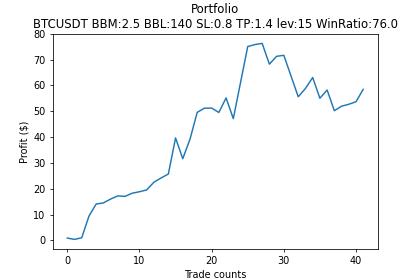 Portfolio
BTCUSDT BBM:2.5 BBL:140 SL:0.8 TP:1.4 lev:15 WinRatio:76.0
80
70
60
50
40
30
20
10
0
Profit ($)
0 10 20 30 40
Trade counts